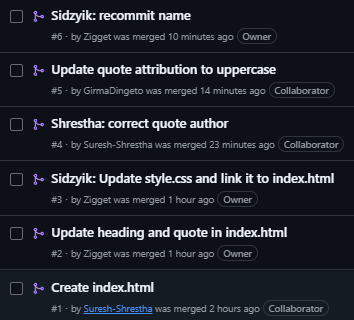 Sidzyik: recommit name
#6 · by Zigget was merged 10 minutes ago Owner
Update quote attribution to uppercase
#5 · by GirmaDingeto was merged 14 minutes ago Collaborator
Shrestha: correct quote author
#4 · by Suresh-Shrestha was merged 23 minutes ago Collaborator
Sidzyik: Update style.css and link it to index.html
#3 · by Zigget was merged 1 hour ago Owner
Update heading and quote in index.html
#2 · by Zigget was merged 1 hour ago Owner
Create index.html
#1 · by Suresh-Shrestha was merged 2 hours ago Collaborator